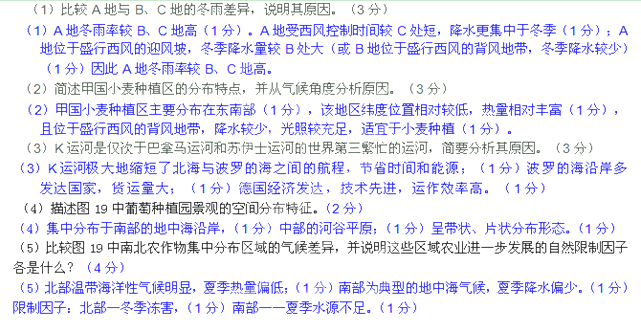 （1）比较 A 地与 B、C 地的冬雨差异，说明其原因。（3 分）
（1）A 地冬雨率较 B、C 地高（1 分）。A 地受西风控制时间较 C 处短，降水更集中于冬季（1 分）；A
地位于盛行西风的迎风坡，冬季降水量较 B 处大（或 B 地位于盛行西风的背风地带，冬季降水较少）
（1 分）因此 A 地冬雨率较 B、C 地高。
（2）简述甲国小麦种植区的分布特点，并从气候角度分析原因。（3 分）
（2）甲国小麦种植区主要分布在东南部（1 分），该地区纬度位置相对较低，热量相对丰富（1 分），
且位于盛行西风的背风地带，降水较少，光照较充足，适宜于小麦种植（1 分）。
（3）K 运河是仅次于巴拿马运河和苏伊士运河的世界第三繁忙的运河，简要分析其原因。（3 分）
（3）K 运河极大地缩短了北海与波罗的海之间的航程，节省时间和能源；（1 分）波罗的海沿岸多
发达国家，货运量大；（1 分）德国经济发达，技术先进，运作效率高。（1 分）
（4）描述图 19 中葡萄种植园景观的空间分布特征。（2 分）
（4）集中分布于南部的地中海沿岸，（1 分）中部的河谷平原；（1 分）呈带状、片状分布形态。（1 分）
（5）比较图 19 中南北农作物集中分布区域的气候差异，并说明这些区域农业进一步发展的自然限制因子
各是什么？（4 分）
（5）北部温带海洋性气候明显，夏季热量偏低；（1 分）南部为典型的地中海气候，夏季降水偏少。（1 分）
限制因子：北部—冬季冻害，（1 分）南部——夏季水源不足。（1 分）